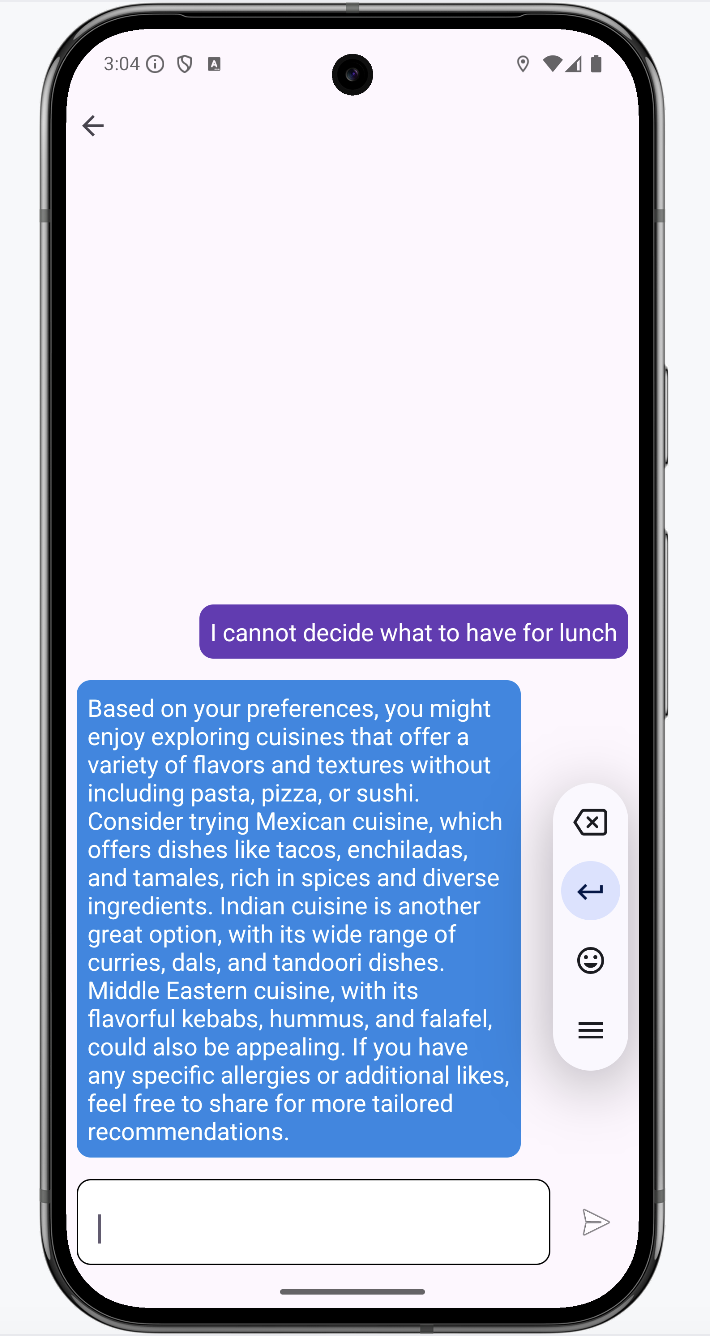 3:04
I cannot decide what to have for lunch
Based on your preferences, you might
enjoy exploring cuisines that offer a
variety of flavors and textures without
including pasta, pizza, or sushi.
Consider trying Mexican cuisine, which
offers dishes like tacos, enchiladas,
and tamales, rich in spices and diverse
ingredients. Indian cuisine is another
great option, with its wide range of
curries, dals, and tandoori dishes.
Middle Eastern cuisine, with its
flavorful kebabs, hummus, and falafel,
could also be appealing. If you have
any specific allergies or additional likes,
feel free to share for more tailored
recommendations.